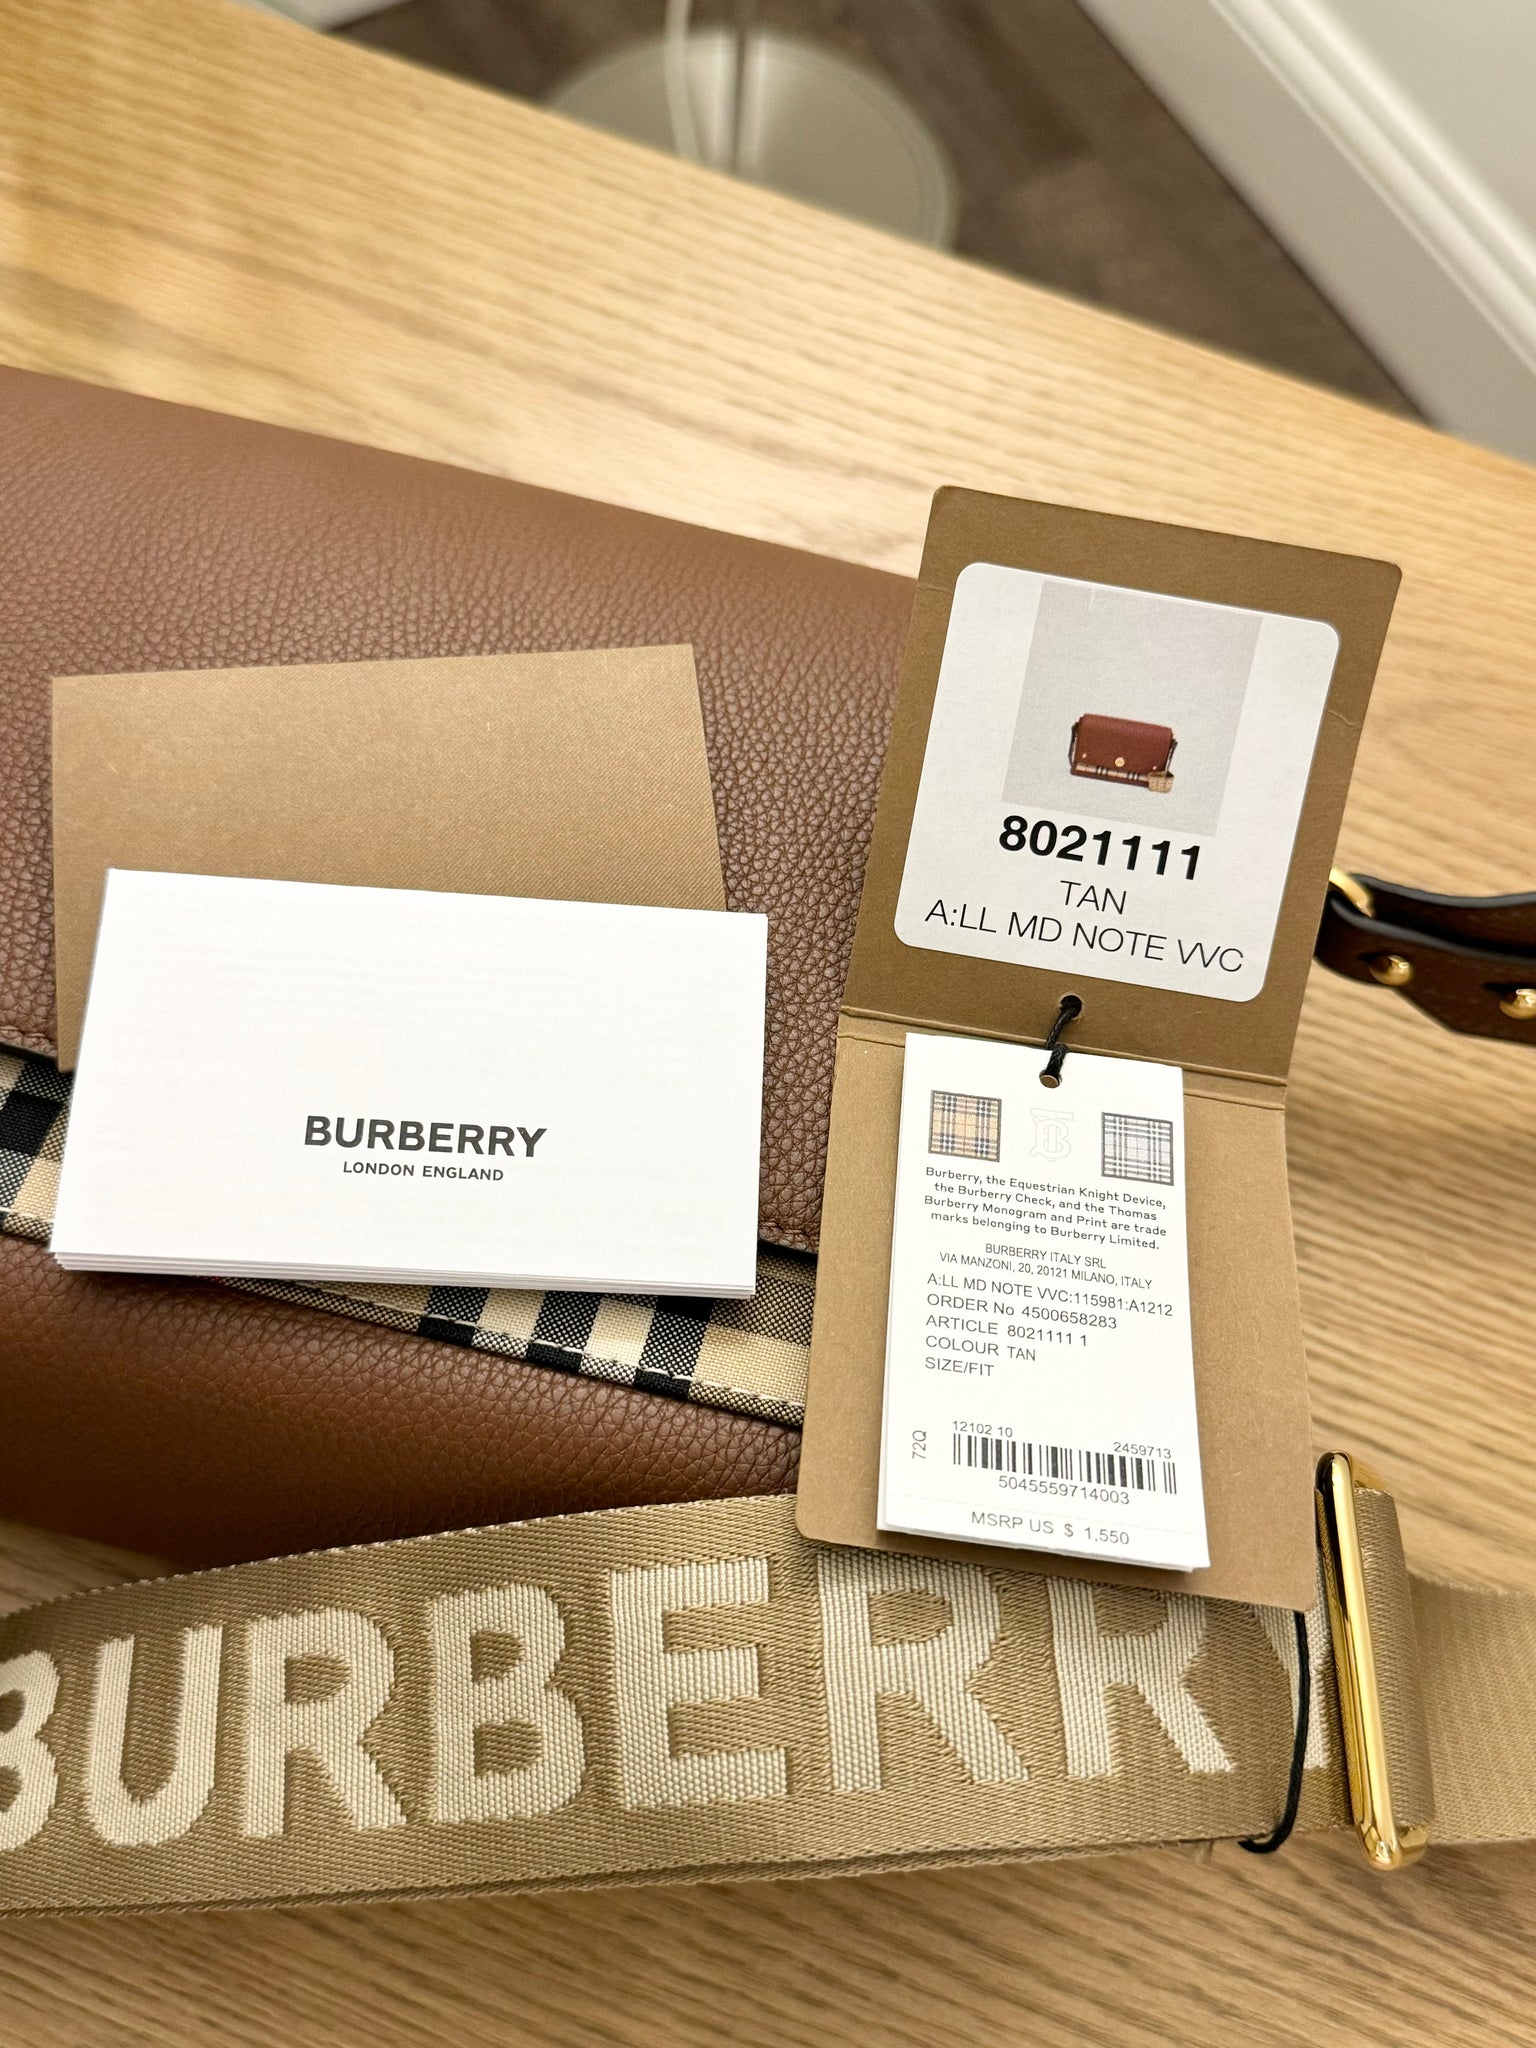 8021111
TAN
A:LL MD NOTE VVC
BURBERRY
LONDON ENGLAND
Burberry, the Equestrian Knight Device,
the Burberry Check, and the Thomas
Burberry Monogram and Print are trade
marks belonging to Burberry Limited.
BURBERRY ITALY SRL
VIA MANZONI, 20, 20121 MILANO, ITALY
A:LL MD NOTE VVC:115981:A1212
ORDER No 4500658283
ARTICLE 8021111 1
COLOUR TAN
SIZE/FIT
72Q
12102 10
2459713
5045559714003
MSRP US $ 1,550
BURBERRY